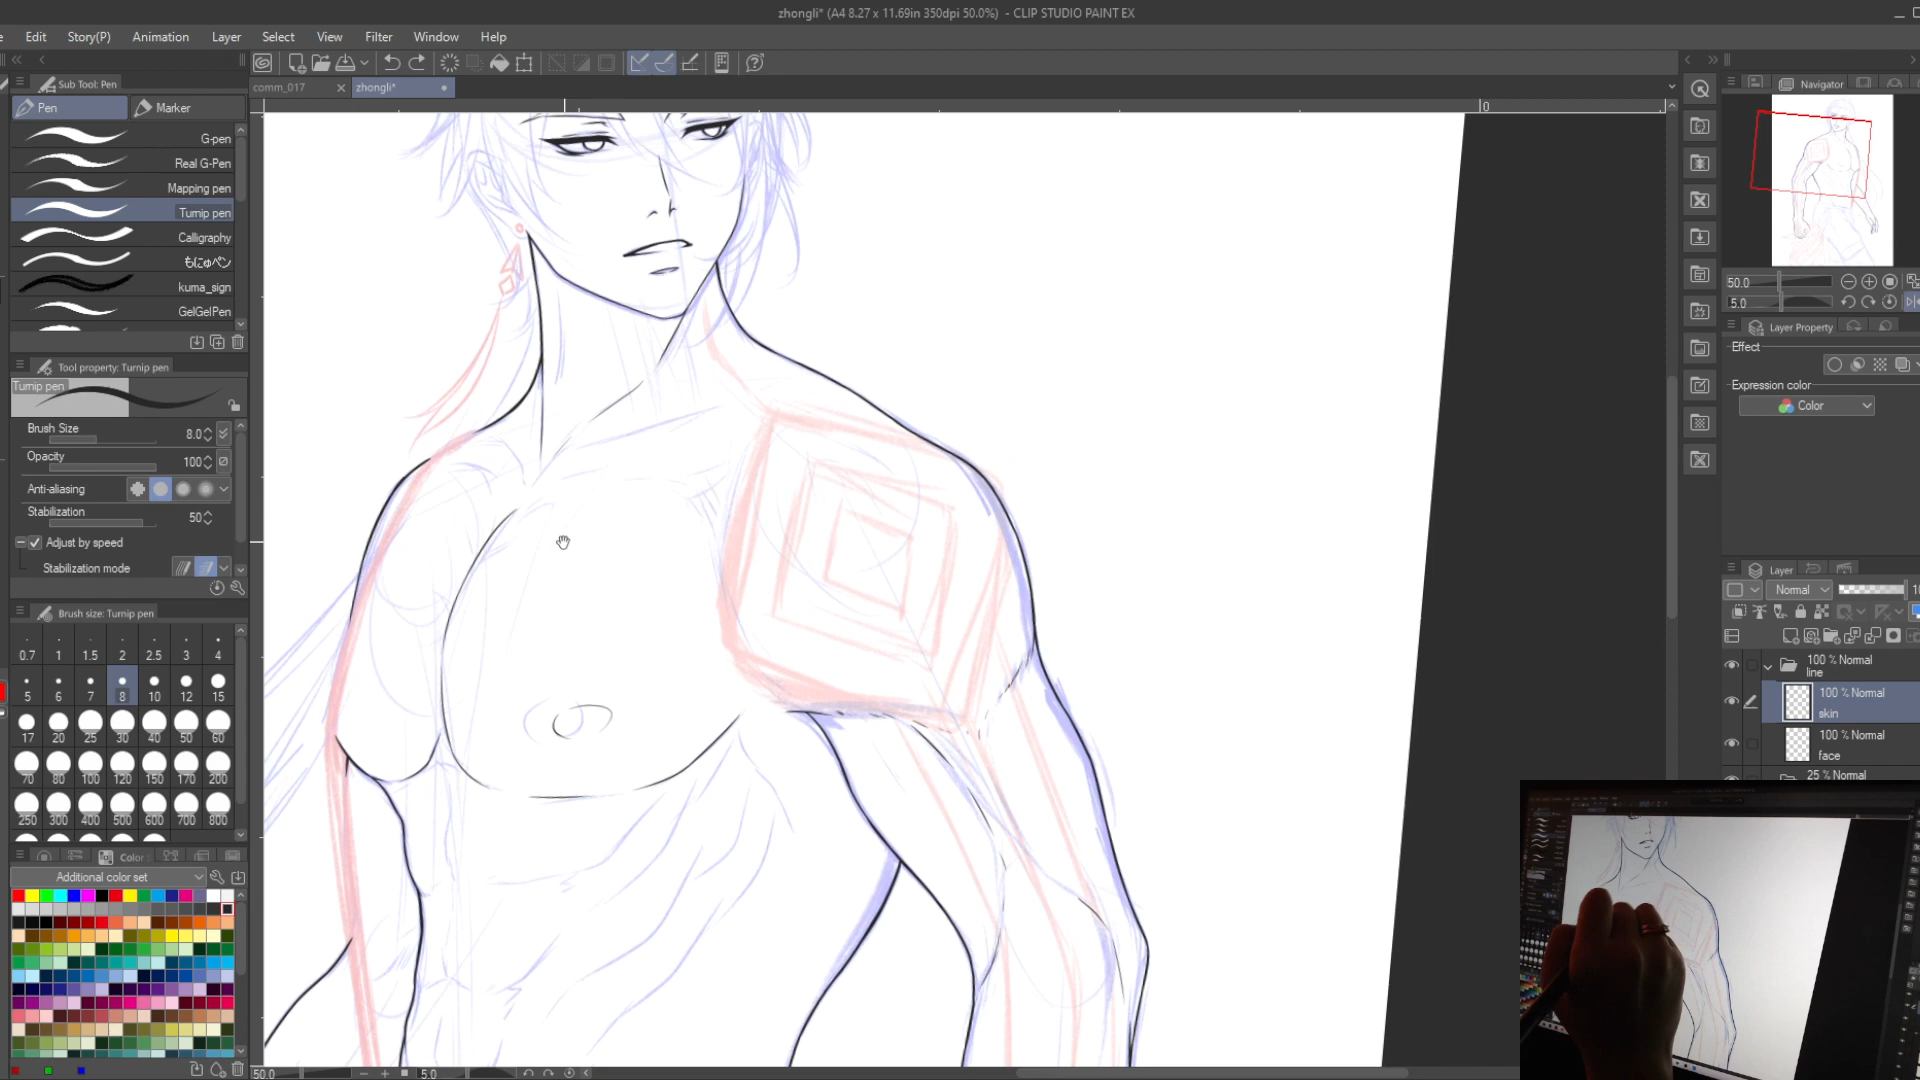 zhongli* (A4 8.27 x 11.69in 350dpi 50.0%) - CLIP STUDIO PAINT EX
e Edit Story(P) Animation Layer Select View Filter Window Help
Sub Tool: Pen
Pen Marker
comm_017 zhongli*
G-pen
Real G-Pen
Mapping pen
Turnip pen
Calligraphy
もにゅペン
kuma_sign
GelGelPen
Tool property: Turnip pen
Turnip pen
Brush Size 8.0
Opacity 100
Anti-aliasing
Stabilization 50
Adjust by speed
Stabilization mode
Brush size: Turnip pen
0.7 1 1.5 2 2.5 3 4
5 6 7 8 10 12 15
17 20 25 30 40 50 60
70 80 100 120 150 170 200
250 300 400 500 600 700 800
Color
Additional color set
50.0 5.0
0
Navigator
50.0
5.0
Layer Property
Effect
Expression color
Color
Layer
Normal
100 % Normal
line
100 % Normal
skin
100 % Normal
face
25 % Normal